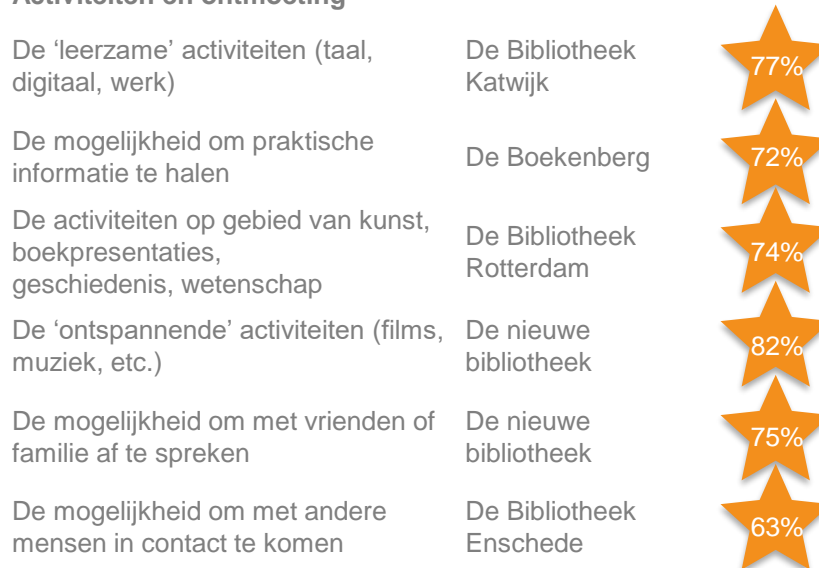 Activiteiten en ontmoeting
De ‘leerzame’ activiteiten (taal,
digitaal, werk)
De Bibliotheek
Katwijk
77%
De mogelijkheid om praktische
informatie te halen
De Boekenberg
72%
De activiteiten op gebied van kunst,
boekpresentaties,
geschiedenis, wetenschap
De Bibliotheek
Rotterdam
74%
De ‘ontspannende’ activiteiten (films,
muziek, etc.)
De nieuwe
bibliotheek
82%
De mogelijkheid om met vrienden of
familie af te spreken
De nieuwe
bibliotheek
75%
De mogelijkheid om met andere
mensen in contact te komen
De Bibliotheek
Enschede
63%